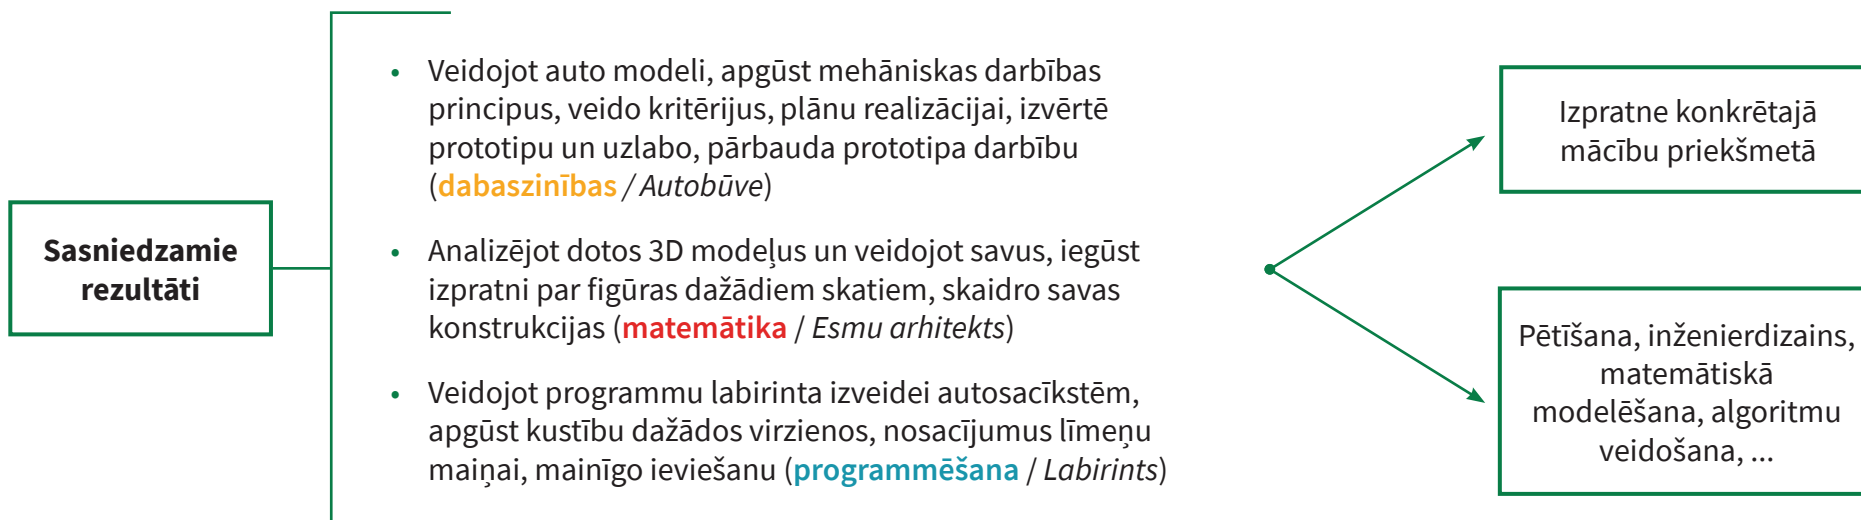 Sasniedzamie
rezultāti
• Veidojot auto modeli, apgūst mehāniskas darbības
principus, veido kritērijus, plānu realizācijai, izvērtē
prototipu un uzlabo, pārbauda prototipa darbību
(dabaszinības / Autobūve)
• Analizējot dotos 3D modeļus un veidojot savus, iegūst
izpratni par figūras dažādiem skatiem, skaidro savas
konstrukcijas (matemātika / Esmu arhitekts)
• Veidojot programmu labirinta izveidei autosacīkstēm,
apgūst kustību dažādos virzienos, nosacījumus līmeņu
maiņai, mainīgo ieviešanu (programmēšana / Labirints)
Izpratne konkrētajā
mācību priekšmetā
Pētīšana, inženierdizains,
matemātiskā
modelēšana, algoritmu
veidošana, ...